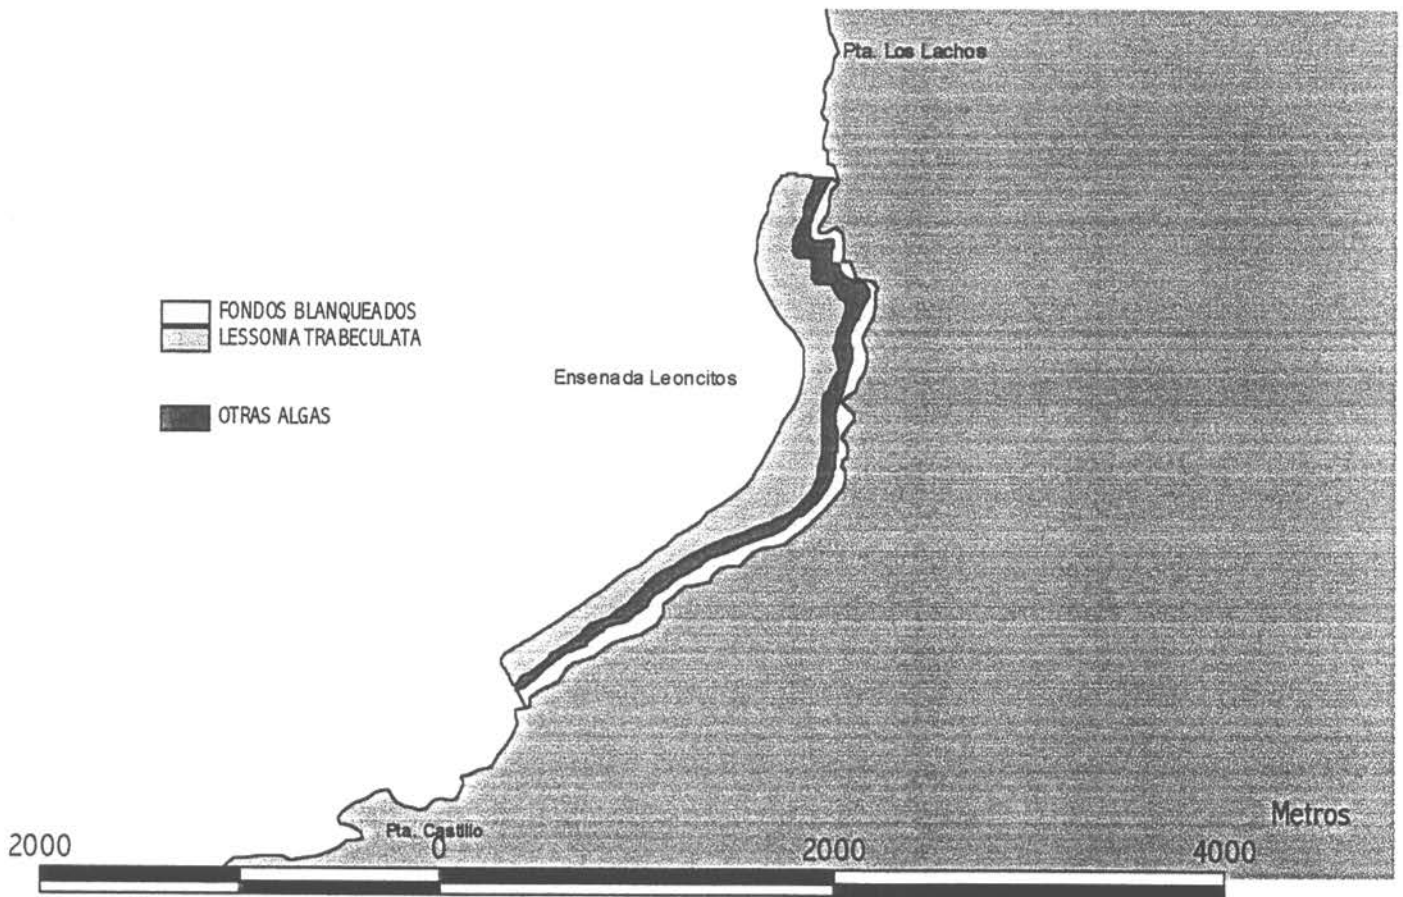 Pta. Los Lachos
FONDOS BLANQUEADOS
LESSONIA TRABECULATA
Ensenada Leoncitos
OTRAS ALGAS
Metros
Pta. Castillo
2000 0 2000 4000